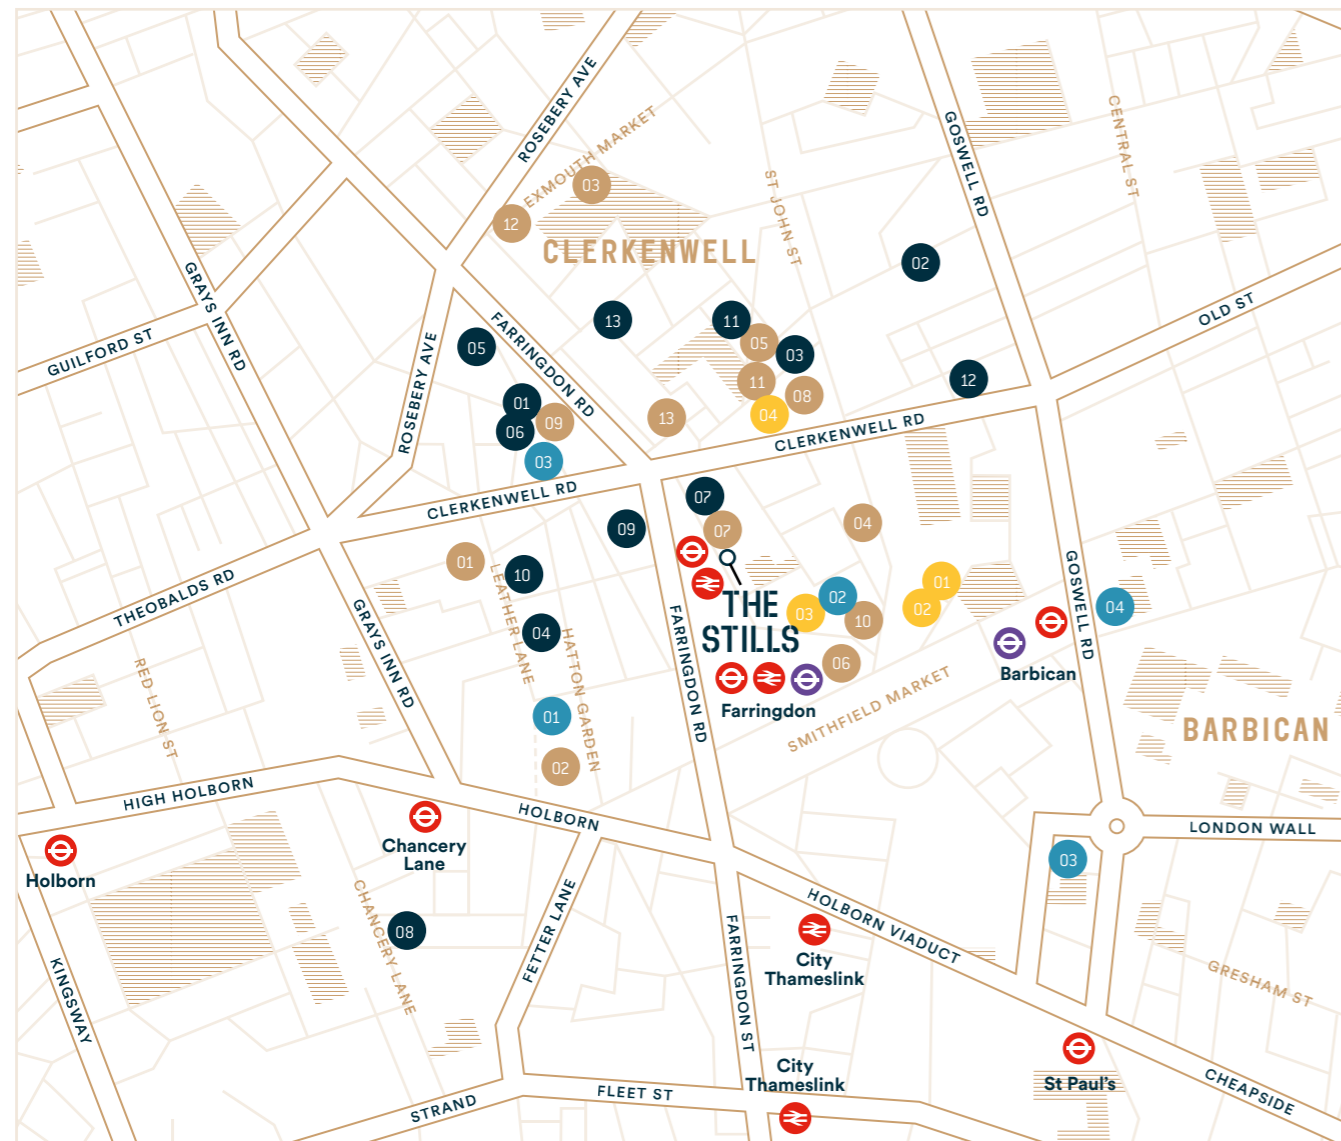 ROSEBERY AVE
EXMOUTH MARKET
GOSWELL RD
CENTRAL ST
ST JOHN ST
03
12
CLERKENWELL
02
GRAYS INN RD
GUILFORD ST
OLD ST
13
11
05
FARRINGDON RD
05
03
ROSEBERY AVE
11
12
01
08
09
13
04
06
CLERKENWELL RD
03
CLERKENWELL RD
07
09
07
04
01
10
THEOBALDS RD
LEATHER LANE
GRAYS INN RD
THE
STILLS
02
01
03
02
10
GOSWELL RD
04
04
HATTON GARDEN
FARRINGDON RD
06
Barbican
RED LION ST
Farringdon
SMITHFIELD MARKET
01
BARBICAN
02
HIGH HOLBORN
HOLBORN
LONDON WALL
Chancery
Lane
Holborn
03
CHANCERY LANE
08
FETTER LANE
HOLBORN VIADUCT
FARRINGDON ST
City
Thameslink
KINGSWAY
GRESHAM ST
City
Thameslink
St Paul's
FLEET ST
STRAND
CHEAPSIDE